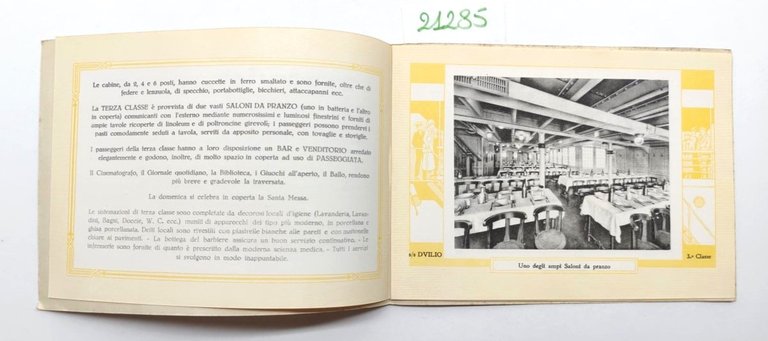 21285
Le cabine, da 2, 4 e 6 posti, hanno cuccette in ferro smaltato e sono fornite, oltre che di
federe e lenzuola, di specchio, portabottiglie, bicchieri, attaccapanni ecc.
La TERZA CLASSE è provista di due vasti SALONI DA PRANZO (uno in batteria e l'altro
in coperta) comunicanti con l'esterno mediante numerosissimi e luminosi finestrini e forniti di
ample tavole ricoperte di linoleum e di poltroncine girevoli; i passeggeri possono prendervi i
pasti comodamente seduti a tavola, serviti da apposito personale, con tovaglie e stoviglie.
I passeggeri della terza classe hanno a loro disposizione un BAR e VENDITORIO arredato
elegantemente e godono, inoltre, di molto spazio in coperta ad uso di PASSEGGIATA.
Il Cinematografo, il Giornale quotidiano, la Biblioteca, i Giuochi all'aperto, il Ballo, rendono
più breve e gradevole la traversata.
La domenica si celebra in coperta la Santa Messa.
Le sistemazioni di terza classe sono completate da decorosi locali d'igiene (Lavanderia, Lavan-
dini, Bagni, Doccie, W. C. ecc.) muniti di apparecchi dei tipo più moderno, in porcellana e
ghisa porcellanata. Detti locali sono rivestiti con piastrelle bianche alle pareti e con mattonelle
chiare ai pavimenti. - La bottega del barbiere assicura un buon servizio continuativo. - Le
infermerie sono fornite di quanto è prescritto dalla moderna scienza medica. - Tutti i servizi
si svolgono in modo inappuntabile.
s/s DVILIO
3.a Classe
Uno degli ampi Saloni da pranzo